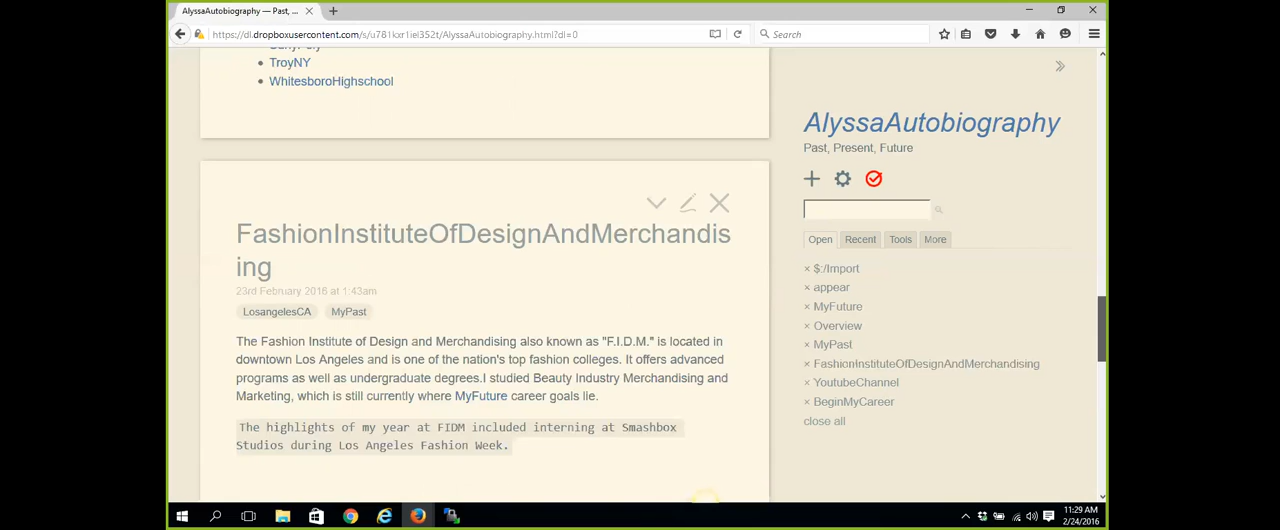 AlyssaAutobiography — Past, ...
https://dl.dropboxusercontent.com/s/u781kxr1iei352t/AlyssaAutobiography.html?dl=0
Search
TroyNY
WhitesboroHighschool
FashionInstituteOfDesignAndMerchandis
ing
23rd February 2016 at 1:43am
LosangelesCA MyPast
The Fashion Institute of Design and Merchandising also known as "F.I.D.M." is located in
downtown Los Angeles and is one of the nation's top fashion colleges. It offers advanced
programs as well as undergraduate degrees.I studied Beauty Industry Merchandising and
Marketing, which is still currently where MyFuture career goals lie.
The highlights of my year at FIDM included interning at Smashbox
Studios during Los Angeles Fashion Week.
AlyssaAutobiography
Past, Present, Future
Open Recent Tools More
× $:/Import
× appear
× MyFuture
× Overview
× MyPast
× FashionInstituteOfDesignAndMerchandising
× YoutubeChannel
× BeginMyCareer
close all
11:29 AM
2/24/2016